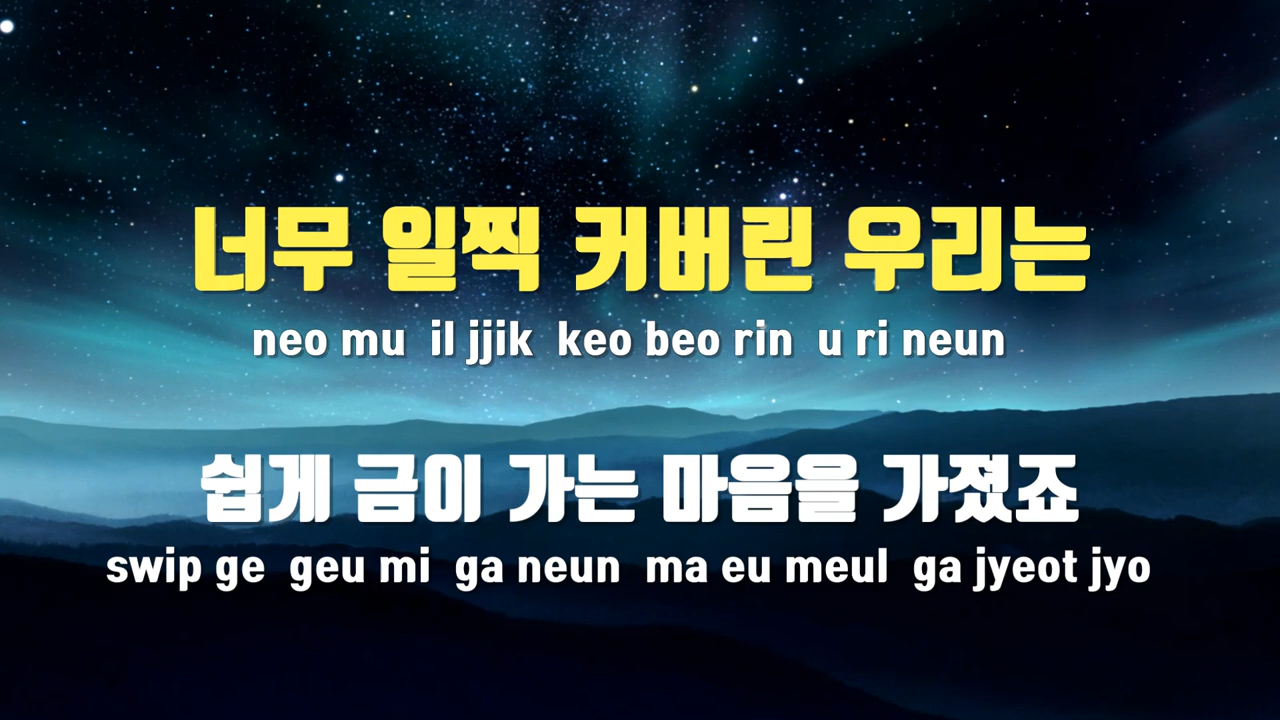 너무 일찍 커버린 우리는
neo mu il jjik keo beo rin u ri neun
쉽게 금이 가는 마음을 가졌죠
swip ge geu mi ga neun ma eu meul ga jyeot jyo